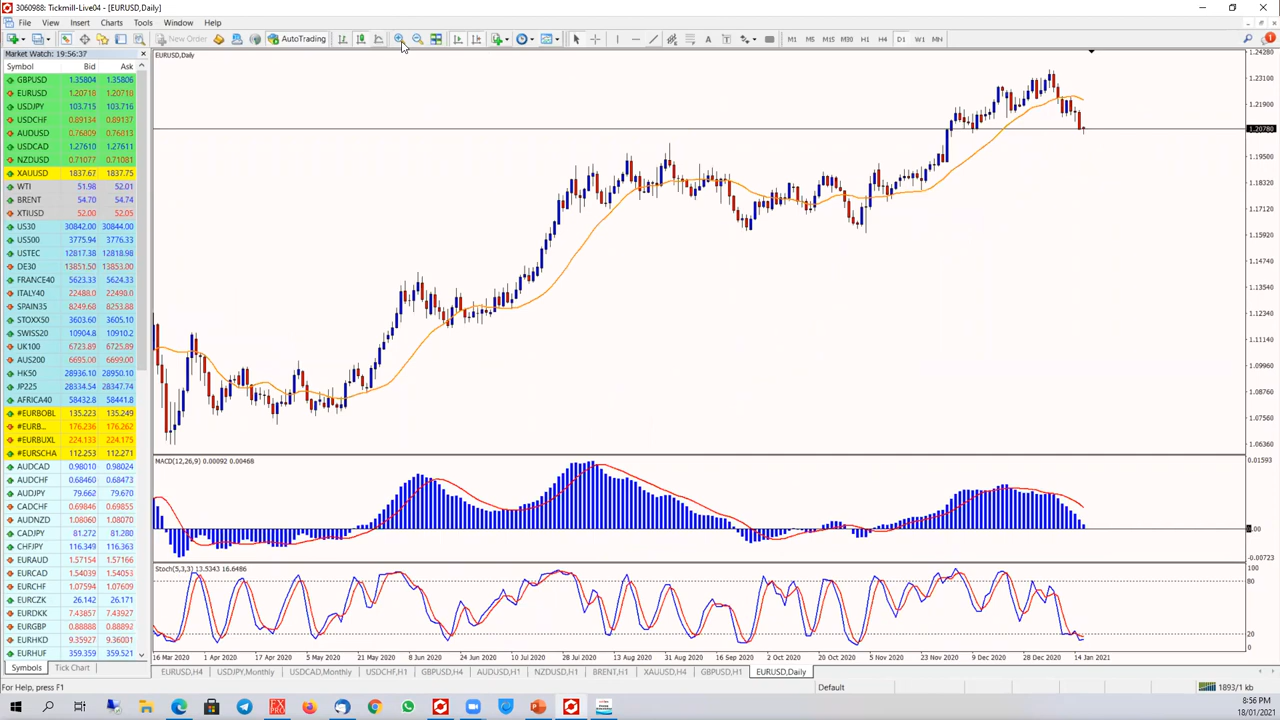 3060988: Tickmill-Live04 - [EURUSD,Daily]
File View Insert Charts Tools Window Help
New Order AutoTrading M1 M5 M15 M30 H1 H4 D1 W1 MN
Market Watch: 19:56:37
Symbol Bid Ask
GBPUSD 1.35804 1.35806
EURUSD 1.20718 1.20718
USDJPY 103.715 103.716
USDCHF 0.89134 0.89137
AUDUSD 0.76809 0.76813
USDCAD 1.27610 1.27611
NZDUSD 0.71077 0.71081
XAUUSD 1837.67 1837.75
WTI 51.98 52.01
BRENT 54.70 54.74
XTIUSD 52.00 52.05
US30 30842.00 30844.00
US500 3775.94 3776.33
USTEC 12817.38 12818.98
DE30 13851.50 13853.00
FRANCE40 5623.33 5624.33
ITALY40 22488.0 22498.0
SPAIN35 8249.68 8253.88
STOXX50 3603.60 3605.10
SWISS20 10904.8 10910.2
UK100 6723.89 6725.89
AUS200 6695.00 6699.00
HK50 28936.10 28950.10
JP225 28334.54 28347.74
AFRICA40 58432.8 58441.8
#EURBOBL 135.223 135.249
#EURB... 176.236 176.262
#EURBUXL 224.133 224.175
#EURSCHA 112.253 112.271
AUDCAD 0.98010 0.98024
AUDCHF 0.68460 0.68473
AUDJPY 79.662 79.670
CADCHF 0.69846 0.69855
AUDNZD 1.08060 1.08070
CADJPY 81.272 81.280
CHFJPY 116.349 116.363
EURAUD 1.57154 1.57166
EURCAD 1.54039 1.54053
EURCHF 1.07594 1.07609
EURCZK 26.142 26.171
EURDKK 7.43857 7.43927
EURGBP 0.88888 0.88892
EURHKD 9.35927 9.36001
EURHUF 359.359 359.521
Symbols Tick Chart
EURUSD,Daily
1.24280
1.23100
1.21900
1.20780
1.19500
1.18320
1.17120
1.15920
1.14740
1.13540
1.12340
1.1140
1.09960
1.08760
1.07560
1.06360
MACD(12,26,9) 0.00092 0.00468
0.01593
0.00
-0.00723
Stoch(5,3,3) 13.5343 16.6486
100
80
20
0
80
20
16 Mar 2020 1 Apr 2020 17 Apr 2020 5 May 2020 21 May 2020 8 Jun 2020 24 Jun 2020 10 Jul 2020 28 Jul 2020 13 Aug 2020 31 Aug 2020 16 Sep 2020 2 Oct 2020 20 Oct 2020 5 Nov 2020 23 Nov 2020 9 Dec 2020 28 Dec 2020 14 Jan 2021
EURUSD,H4 USDJPY,Monthly USDCAD,Monthly USDCHF,H1 GBPUSD,H4 AUDUSD,H1 NZDUSD,H1 BRENT,H1 XAUUSD,H4 GBPUSD,H1 EURUSD,Daily
For Help, press F1 Default 1893/1 kb
8:56 PM
18/01/2021